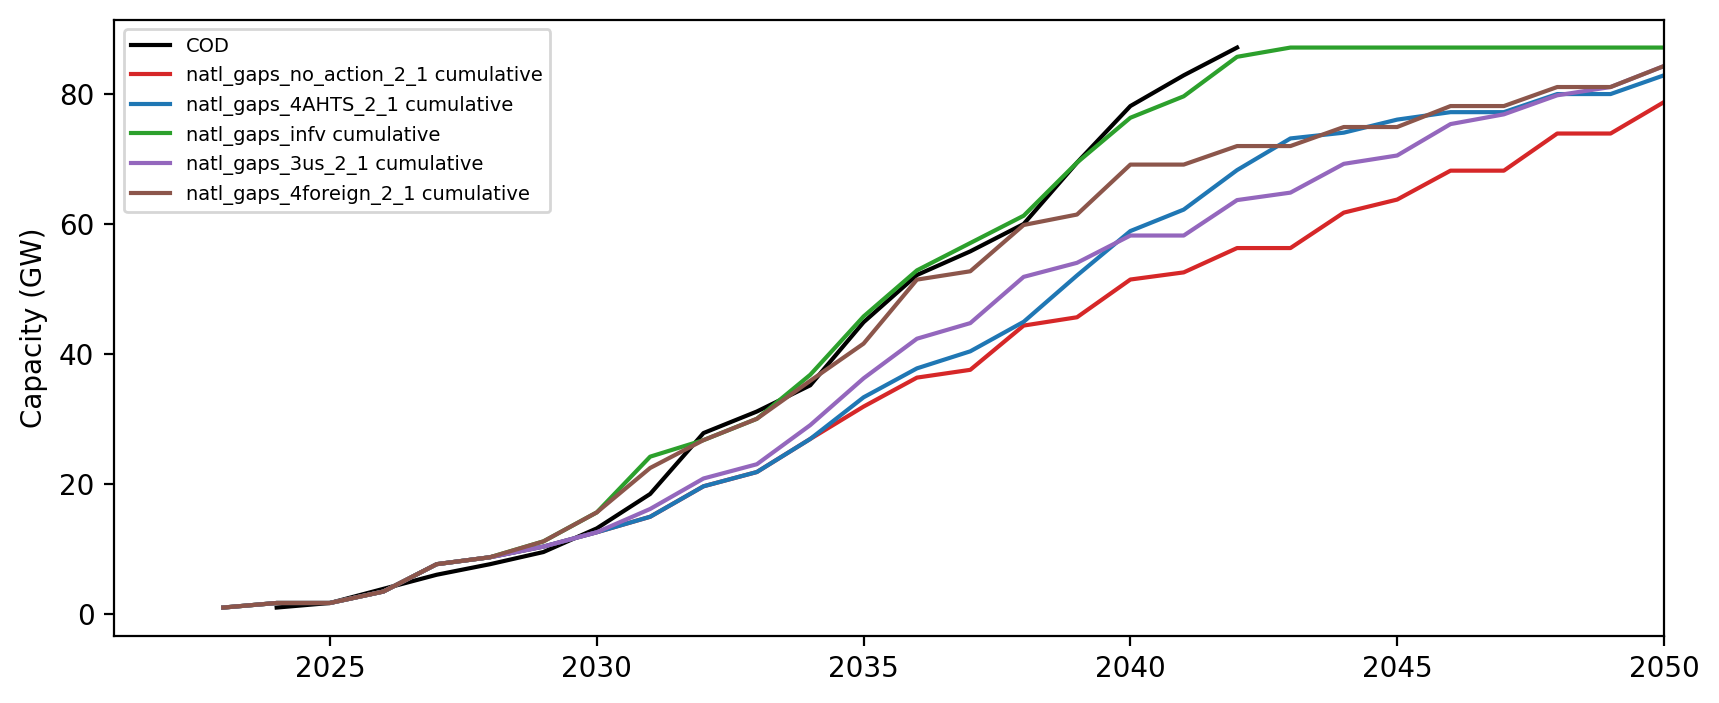 COD
natl_gaps_no_action_2_1 cumulative
natl_gaps_4AHTS_2_1 cumulative
natl_gaps_infv cumulative
natl_gaps_3us_2_1 cumulative
natl_gaps_4foreign_2_1 cumulative
Capacity (GW)
80
60
40
20
0
2025 2030 2035 2040 2045 2050